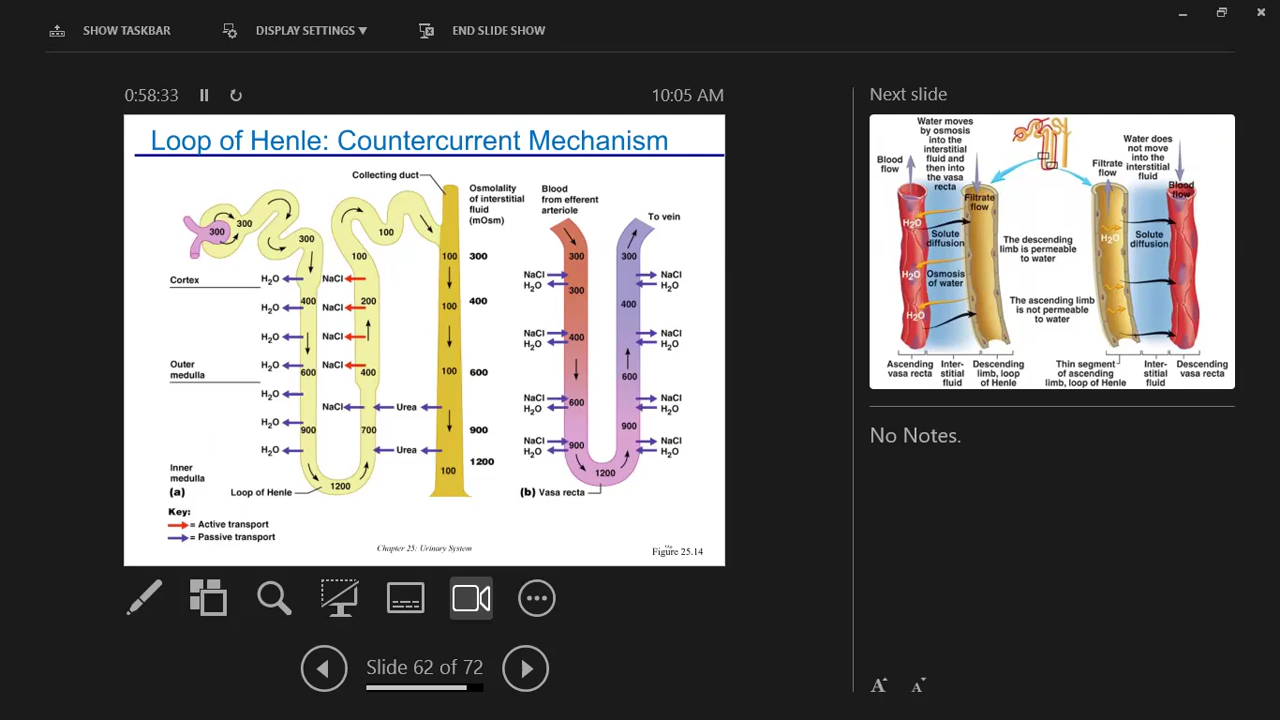 SHOW TASKBAR
DISPLAY SETTINGS ▼
END SLIDE SHOW
0:58:33
10:05 AM
Loop of Henle: Countercurrent Mechanism
Collecting duct
Osmolality
of interstitial
fluid
(mOsm)
300
300
300
100
100
100
300
Cortex
H₂O
NaCl
400
H₂O
NaCl
200
100
400
H₂O
NaCl
Outer
medulla
H₂O
600
NaCl
400
100
600
H₂O
NaCl
Urea
H₂O
900
700
900
H₂O
Urea
1200
Inner
medulla
100
1200
(a)
Loop of Henle
Key:
= Active transport
= Passive transport
Blood
from efferent
arteriole
To vein
300
300
NaCl
H₂O
300
NaCl
H₂O
400
NaCl
H₂O
400
NaCl
H₂O
600
NaCl
H₂O
600
NaCl
H₂O
900
NaCl
H₂O
900
NaCl
H₂O
1200
(b)
Vasa recta
Chapter 25: Urinary System
Figure 25.14
Slide 62 of 72
Next slide
Water moves
by osmosis
into the
interstitial
fluid and
then into
the vasa
recta
Blood
flow
Filtrate
flow
H₂O
Solute
diffusion
H₂O
Osmosis
of water
H₂O
The descending
limb is permeable
to water
The ascending
limb is not permeable
to water
Filtrate
flow
Water does
not move
into the
interstitial
fluid
Blood
flow
H₂O
Solute
diffusion
Ascending
vasa recta
Inter-
stitial
fluid
Descending
limb, loop
of Henle
Thin segment
of ascending
limb, loop of Henle
Inter-
stitial
fluid
Descending
vasa recta
No Notes.
A
A